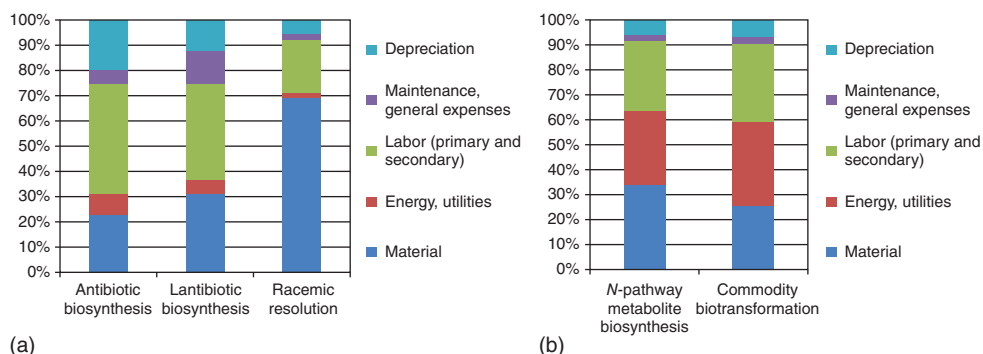 100%
90%
80%
70%
60%
50%
40%
30%
20%
10%
0%
Antibiotic
biosynthesis
Lantibiotic
biosynthesis
Racemic
resolution
Depreciation
Maintenance,
general expenses
Labor (primary and
secondary)
Energy, utilities
Material
(a)
100%
90%
80%
70%
60%
50%
40%
30%
20%
10%
0%
N-pathway
metabolite
biosynthesis
Commodity
biotransformation
Depreciation
Maintenance,
general expenses
Labor (primary and
secondary)
Energy, utilities
Material
(b)